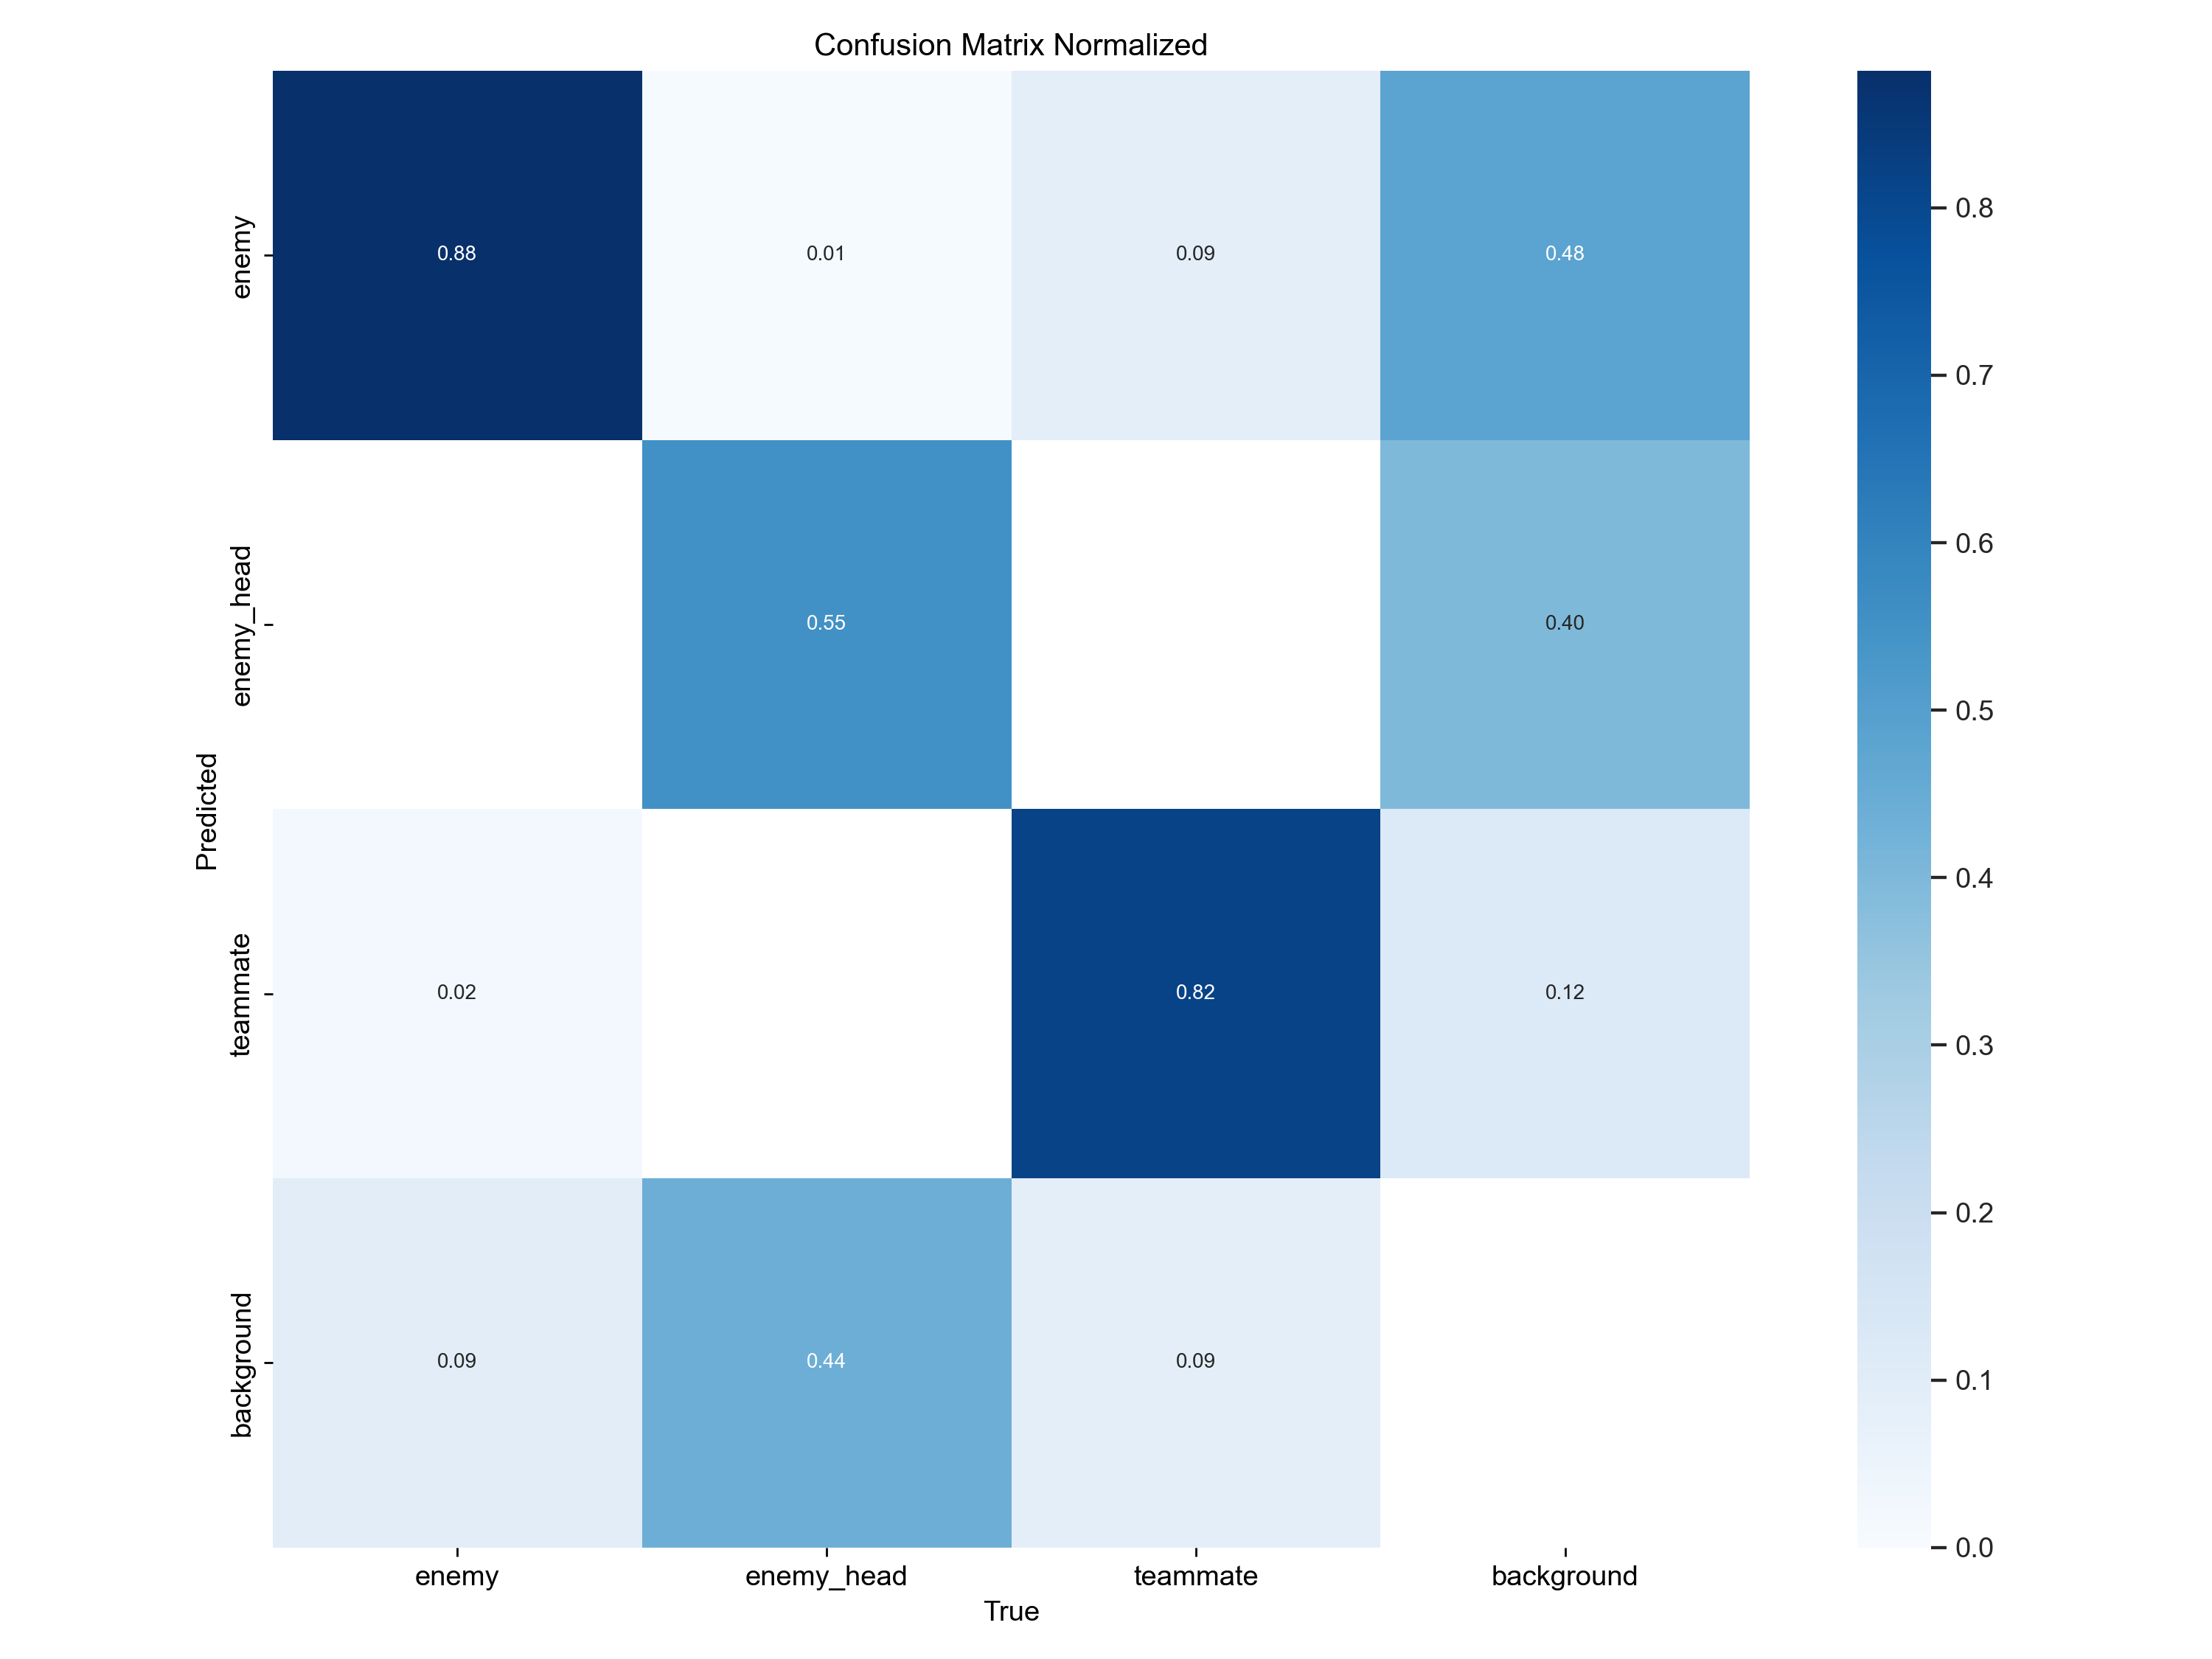 Confusion Matrix Normalized
enemy
0.88
0.01
0.09
0.48
enemy_head
0.55
0.40
teammate
0.02
0.82
0.12
background
0.09
0.44
0.09
Predicted
enemy
enemy_head
teammate
background
True
0.8
0.7
0.6
0.5
0.4
0.3
0.2
0.1
0.0